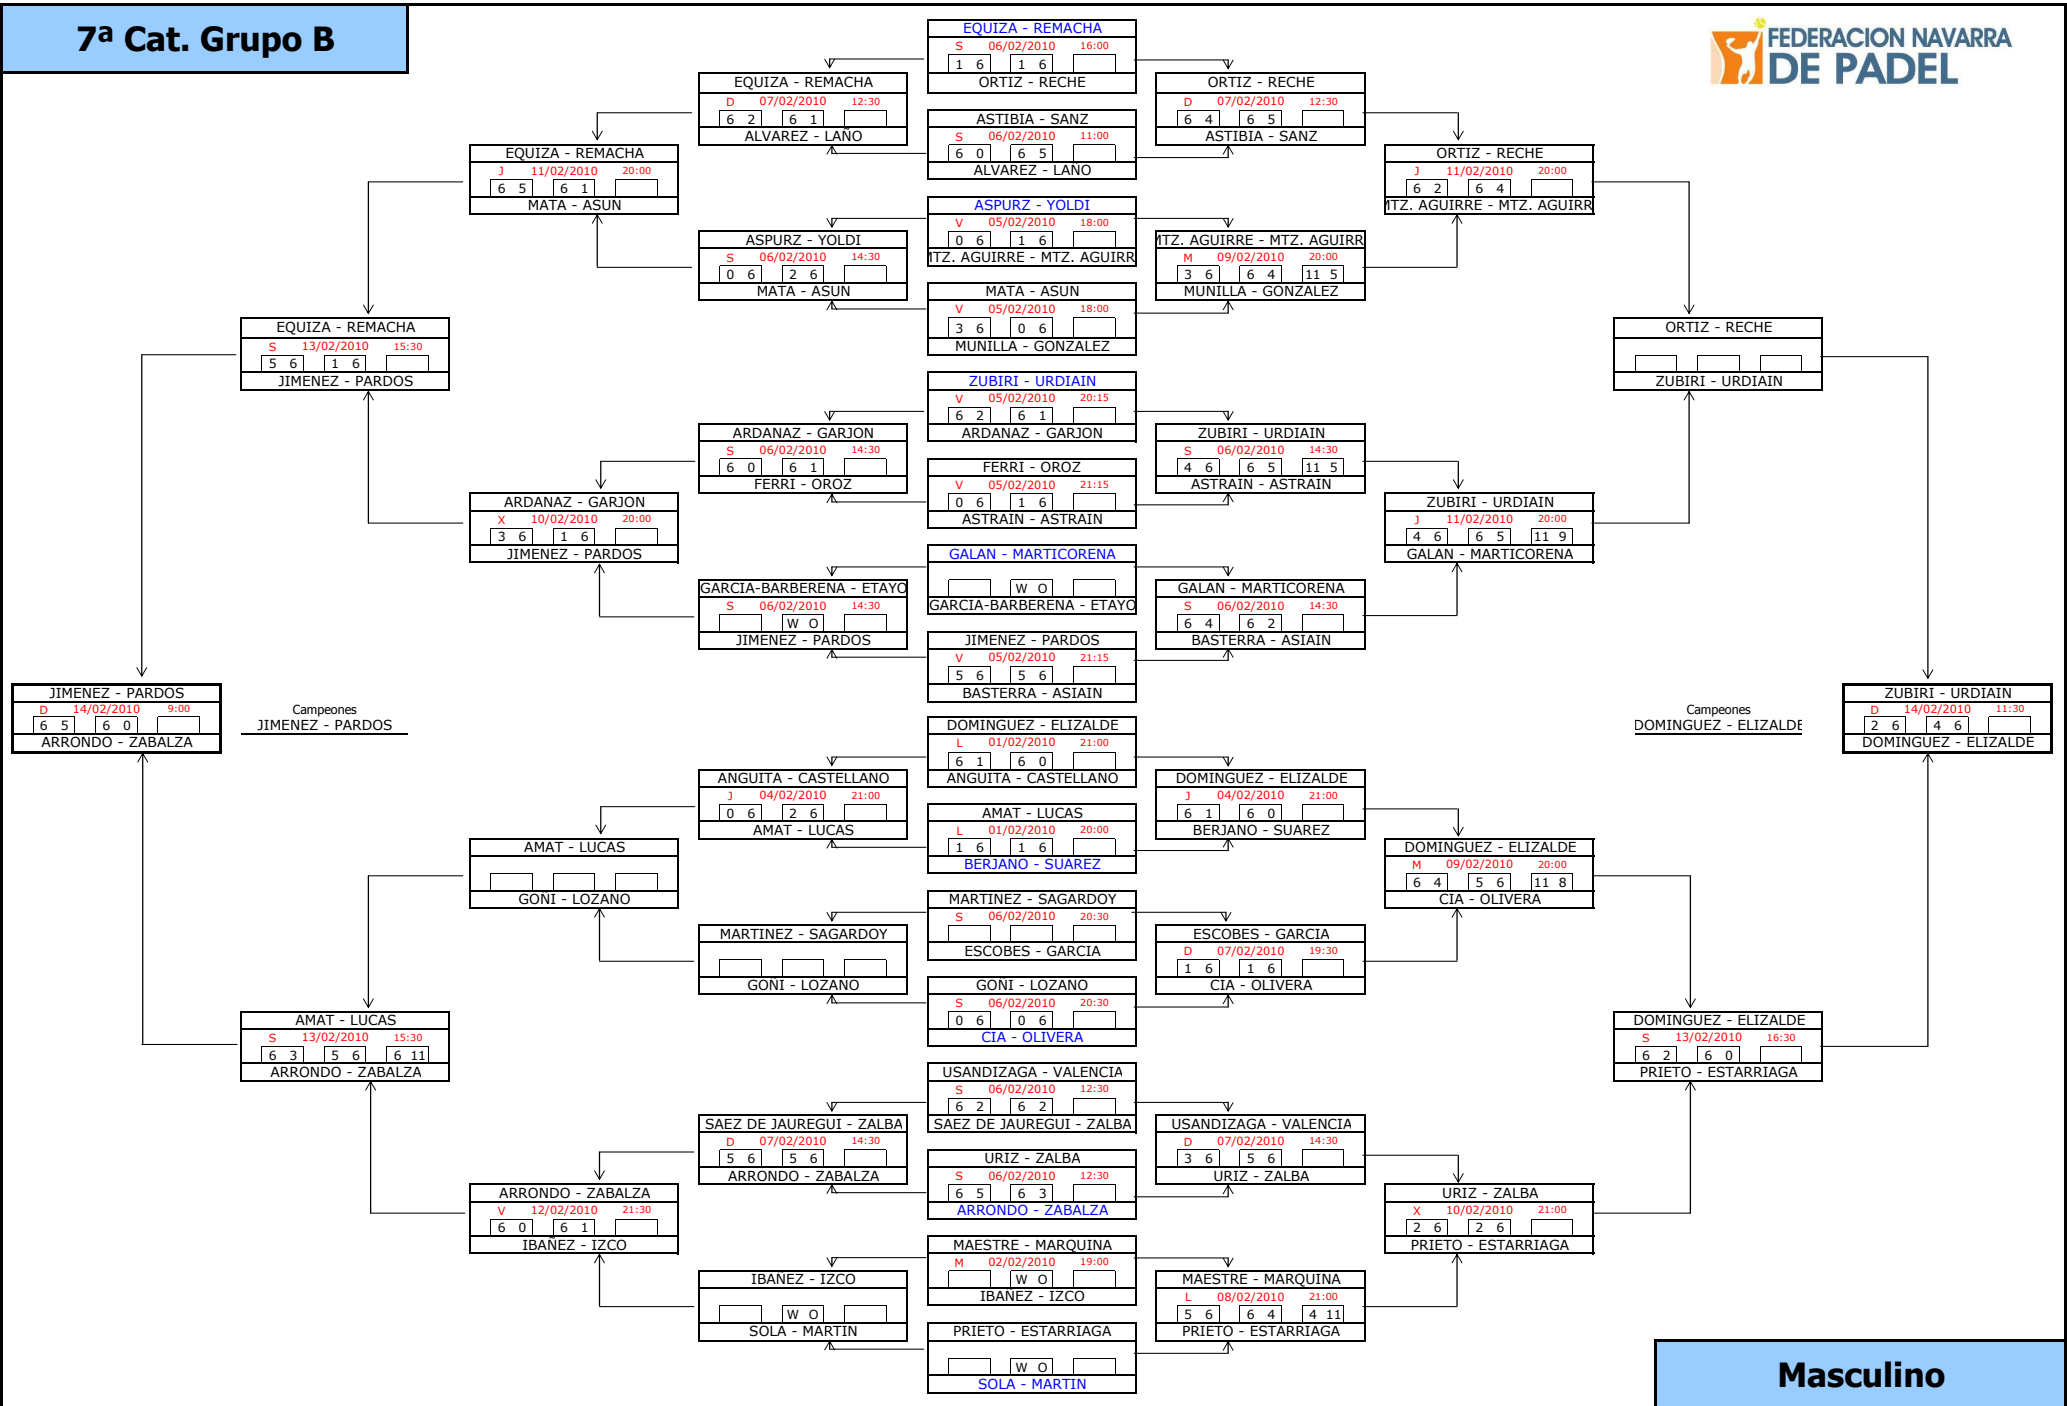 7ª Cat. Grupo B
FEDERACION NAVARRA
DE PADEL
EQUIZA - REMACHA
S 06/02/2010 16:00
1 6 1 6
ORTIZ - RECHE
EQUIZA - REMACHA
D 07/02/2010 12:30
6 2 6 1
ALVAREZ - LAÑO
ORTIZ - RECHE
D 07/02/2010 12:30
6 4 6 5
ASTIBIA - SANZ
ASTIBIA - SANZ
S 06/02/2010 11:00
6 0 6 5
ALVAREZ - LAÑO
EQUIZA - REMACHA
J 11/02/2010 20:00
6 5 6 1
MATA - ASUN
ORTIZ - RECHE
J 11/02/2010 20:00
6 2 6 4
MTZ. AGUIRRE - MTZ. AGUIRR
ASPURZ - YOLDI
V 05/02/2010 18:00
0 6 1 6
MTZ. AGUIRRE - MTZ. AGUIRR
ASPURZ - YOLDI
S 06/02/2010 14:30
0 6 2 6
MATA - ASUN
MTZ. AGUIRRE - MTZ. AGUIRR
M 09/02/2010 20:00
3 6 6 4 11 5
MUNILLA - GONZALEZ
MATA - ASUN
V 05/02/2010 18:00
3 6 0 6
MUNILLA - GONZALEZ
EQUIZA - REMACHA
S 13/02/2010 15:30
5 6 1 6
JIMENEZ - PARDOS
ORTIZ - RECHE
ZUBIRI - URDIAIN
ZUBIRI - URDIAIN
V 05/02/2010 20:15
6 2 6 1
ARDANAZ - GARJON
ARDANAZ - GARJON
S 06/02/2010 14:30
6 0 6 1
FERRI - OROZ
ZUBIRI - URDIAIN
S 06/02/2010 14:30
4 6 6 5 11 5
ASTRAIN - ASTRAIN
FERRI - OROZ
V 05/02/2010 21:15
0 6 1 6
ASTRAIN - ASTRAIN
ARDANAZ - GARJON
X 10/02/2010 20:00
3 6 1 6
JIMENEZ - PARDOS
ZUBIRI - URDIAIN
J 11/02/2010 20:00
4 6 6 5 11 9
GALAN - MARTICORENA
GALAN - MARTICORENA
W O
GARCIA-BARBERENA - ETAYO
GARCIA-BARBERENA - ETAYO
S 06/02/2010 14:30
W O
JIMENEZ - PARDOS
GALAN - MARTICORENA
S 06/02/2010 14:30
6 4 6 2
BASTERRA - ASIAIN
JIMENEZ - PARDOS
V 05/02/2010 21:15
5 6 5 6
BASTERRA - ASIAIN
JIMENEZ - PARDOS
D 14/02/2010 9:00
6 5 6 0
ARRONDO - ZABALZA
Campeones
JIMENEZ - PARDOS
Campeones
DOMINGUEZ - ELIZALDE
ZUBIRI - URDIAIN
D 14/02/2010 11:30
2 6 4 6
DOMINGUEZ - ELIZALDE
DOMINGUEZ - ELIZALDE
L 01/02/2010 21:00
6 1 6 0
ANGUITA - CASTELLANO
ANGUITA - CASTELLANO
J 04/02/2010 21:00
0 6 2 6
AMAT - LUCAS
DOMINGUEZ - ELIZALDE
J 04/02/2010 21:00
6 1 6 0
BERJANO - SUAREZ
AMAT - LUCAS
L 01/02/2010 20:00
1 6 1 6
BERJANO - SUAREZ
AMAT - LUCAS
GOÑI - LOZANO
DOMINGUEZ - ELIZALDE
M 09/02/2010 20:00
6 4 5 6 11 8
CIA - OLIVERA
MARTINEZ - SAGARDOY
S 06/02/2010 20:30
ESCOBES - GARCIA
MARTINEZ - SAGARDOY
GOÑI - LOZANO
ESCOBES - GARCIA
D 07/02/2010 19:30
1 6 1 6
CIA - OLIVERA
GOÑI - LOZANO
S 06/02/2010 20:30
0 6 0 6
CIA - OLIVERA
AMAT - LUCAS
S 13/02/2010 15:30
6 3 5 6 6 11
ARRONDO - ZABALZA
DOMINGUEZ - ELIZALDE
S 13/02/2010 16:30
6 2 6 0
PRIETO - ESTARRIAGA
USANDIZAGA - VALENCIA
S 06/02/2010 12:30
6 2 6 2
SAEZ DE JAUREGUI - ZALBA
SAEZ DE JAUREGUI - ZALBA
D 07/02/2010 14:30
5 6 5 6
ARRONDO - ZABALZA
USANDIZAGA - VALENCIA
D 07/02/2010 14:30
3 6 5 6
URIZ - ZALBA
URIZ - ZALBA
S 06/02/2010 12:30
6 5 6 3
ARRONDO - ZABALZA
ARRONDO - ZABALZA
V 12/02/2010 21:30
6 0 6 1
IBAÑEZ - IZCO
URIZ - ZALBA
X 10/02/2010 21:00
2 6 2 6
PRIETO - ESTARRIAGA
MAESTRE - MARQUINA
M 02/02/2010 19:00
W O
IBAÑEZ - IZCO
IBAÑEZ - IZCO
W O
SOLA - MARTIN
MAESTRE - MARQUINA
L 08/02/2010 21:00
5 6 6 4 4 11
PRIETO - ESTARRIAGA
PRIETO - ESTARRIAGA
W O
SOLA - MARTIN
Masculino